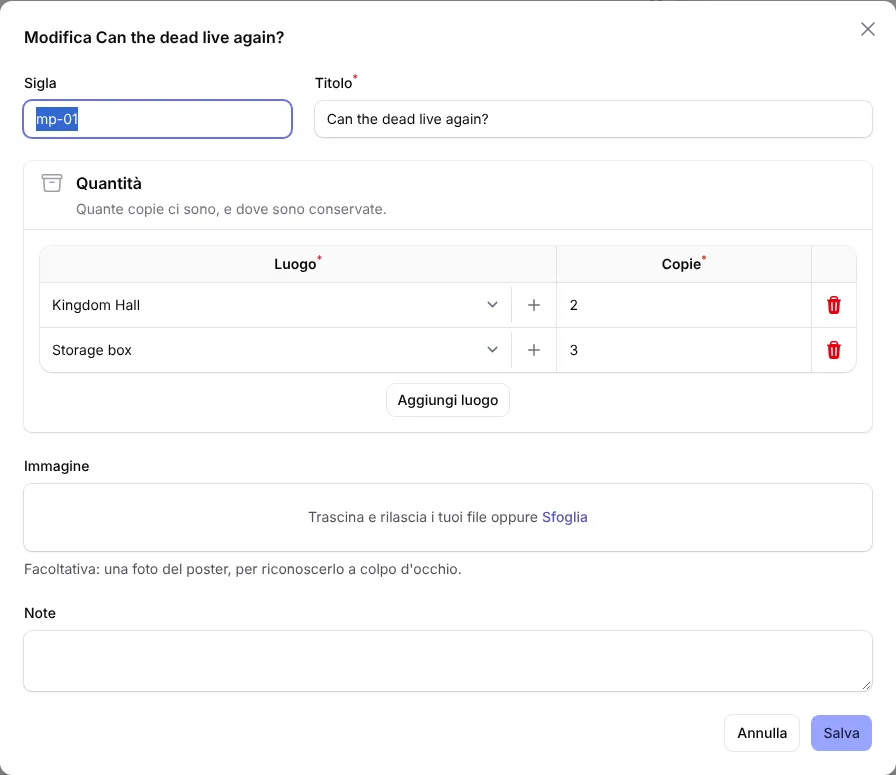 Modifica Can the dead live again?
Sigla
Titolo*
mp-01
Can the dead live again?
Quantità
Quante copie ci sono, e dove sono conservate.
Luogo*
Copie*
Kingdom Hall
2
Storage box
3
Aggiungi luogo
Immagine
Trascina e rilascia i tuoi file oppure Sfoglia
Facoltativa: una foto del poster, per riconoscerlo a colpo d'occhio.
Note
Annulla
Salva